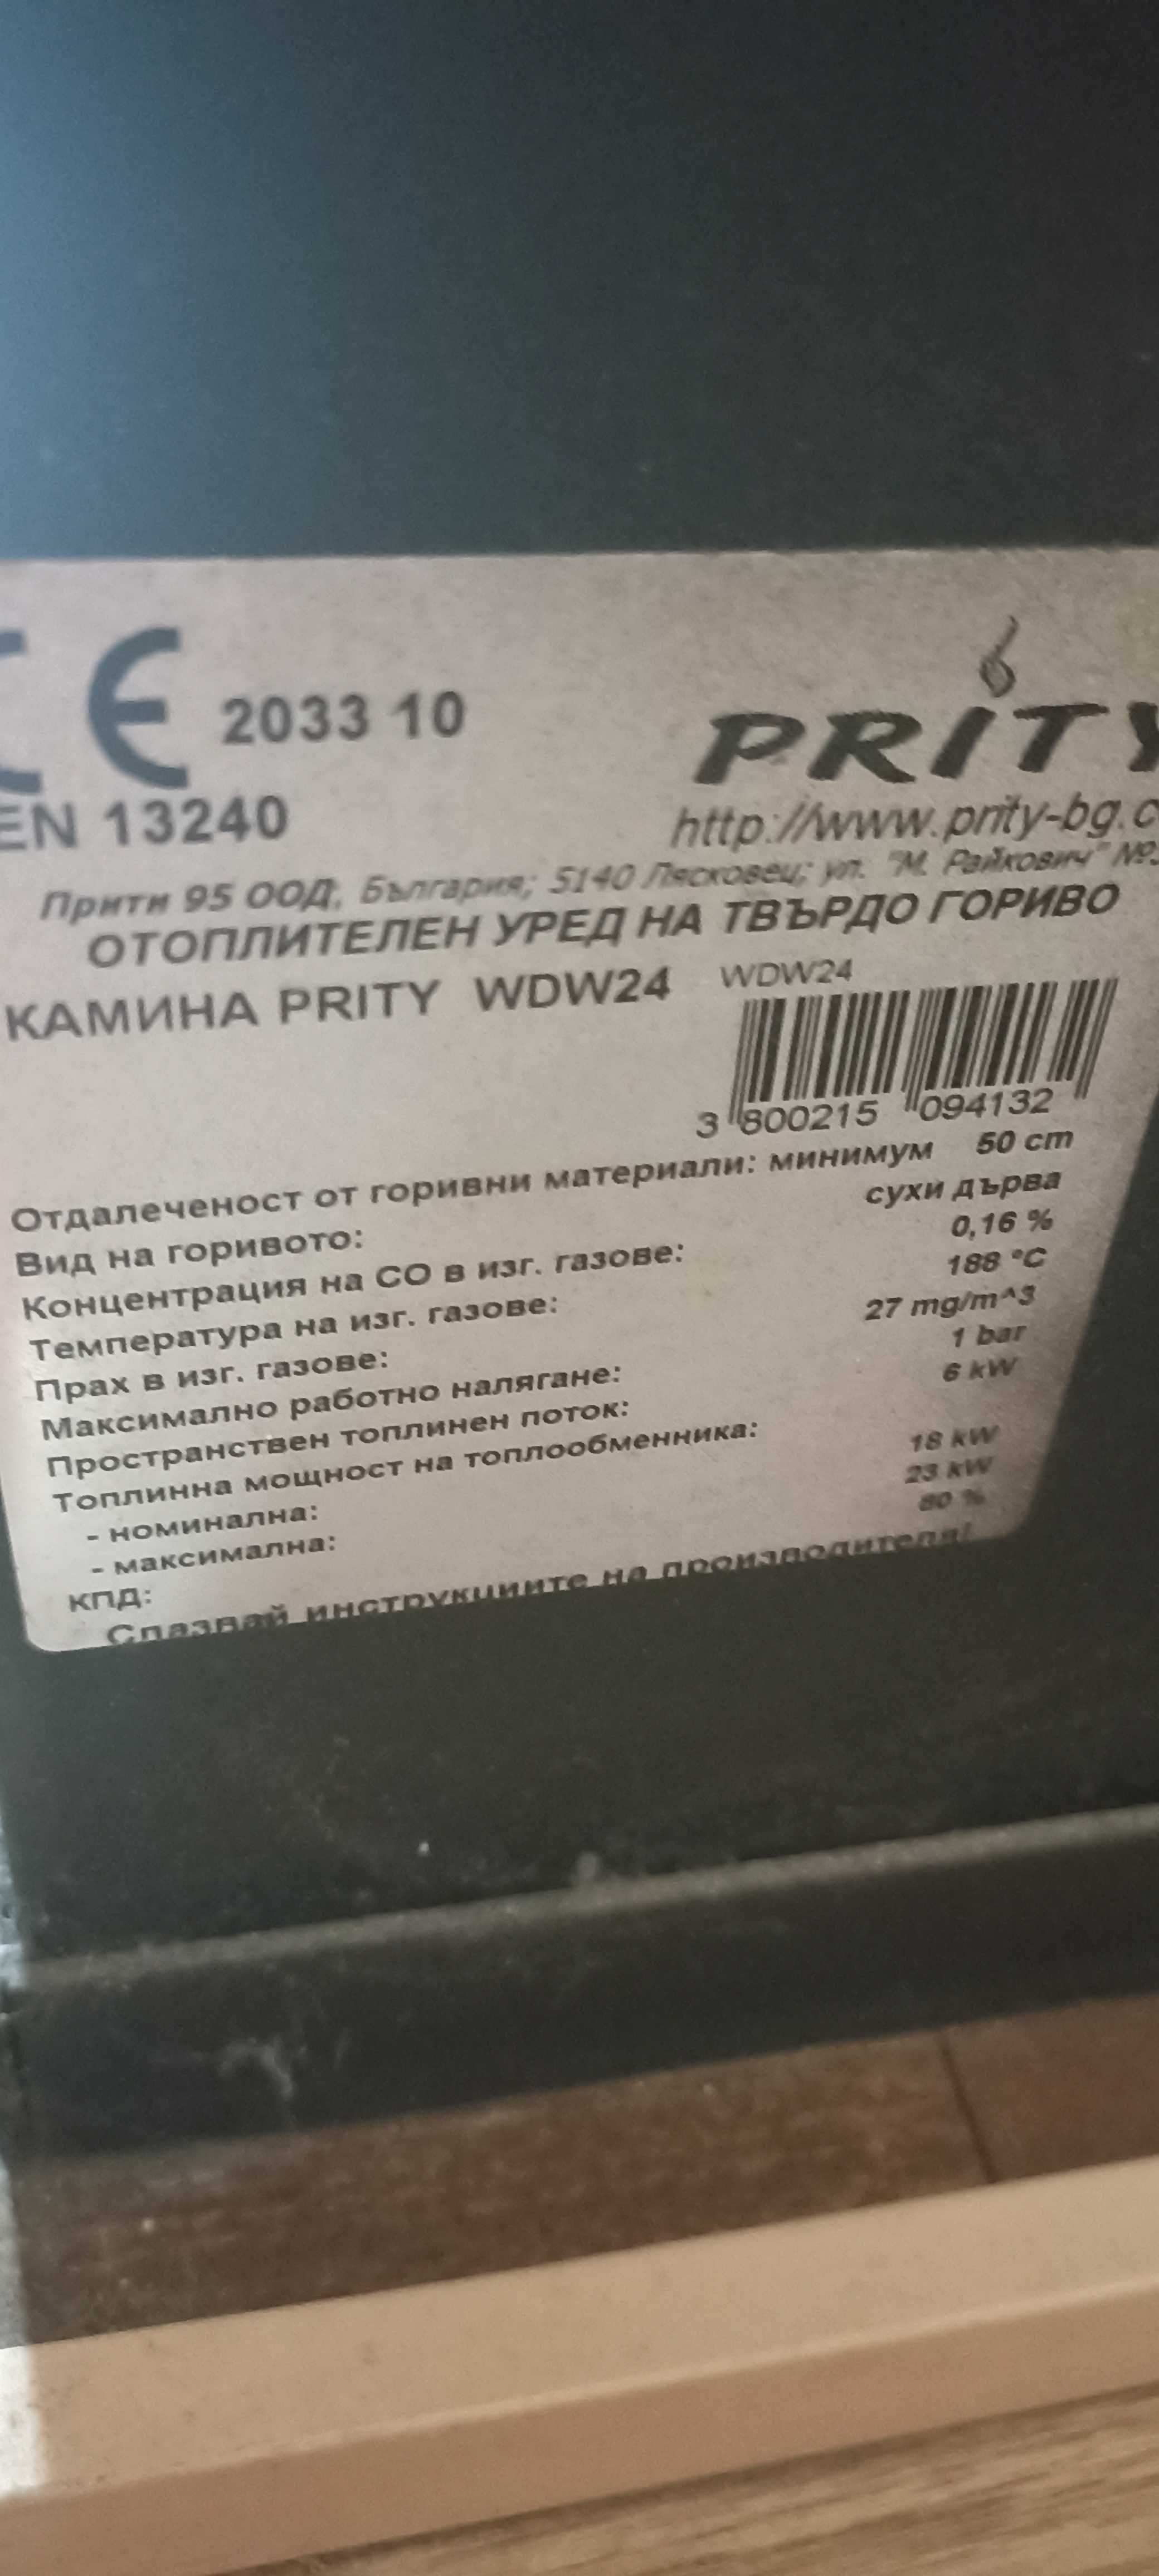 CE 2033 10
PRITY
EN 13240
http://www.prity-bg.c
Прити 95 ООД, България; 5140 Лясковец; ул. "М. Райкович" №
ОТОПЛИТЕЛЕН УРЕД НА ТВЪРДО ГОРИВО
КАМИНА PRITY WDW24 WDW24
3 800215 094132
Отдалеченост от горивни материали: минимум 50 cm
Вид на горивото: сухи дърва
Концентрация на CO в изг. газове: 0,16 %
Температура на изг. газове: 188 °C
Прах в изг. газове: 27 mg/m^3
Максимално работно налягане: 1 bar
Пространствен топлинен поток: 6 kW
Топлинна мощност на топлообменника:
- номинална: 18 kW
- максимална: 23 kW
КПД: 80 %
Спазвай инструкциите на производителя!